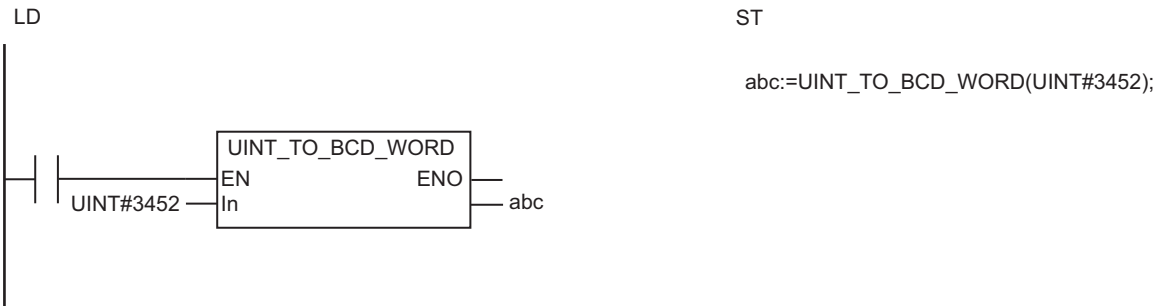 LD
ST
abc:=UINT_TO_BCD_WORD(UINT#3452);
UINT_TO_BCD_WORD
EN ENO
UINT#3452 In abc